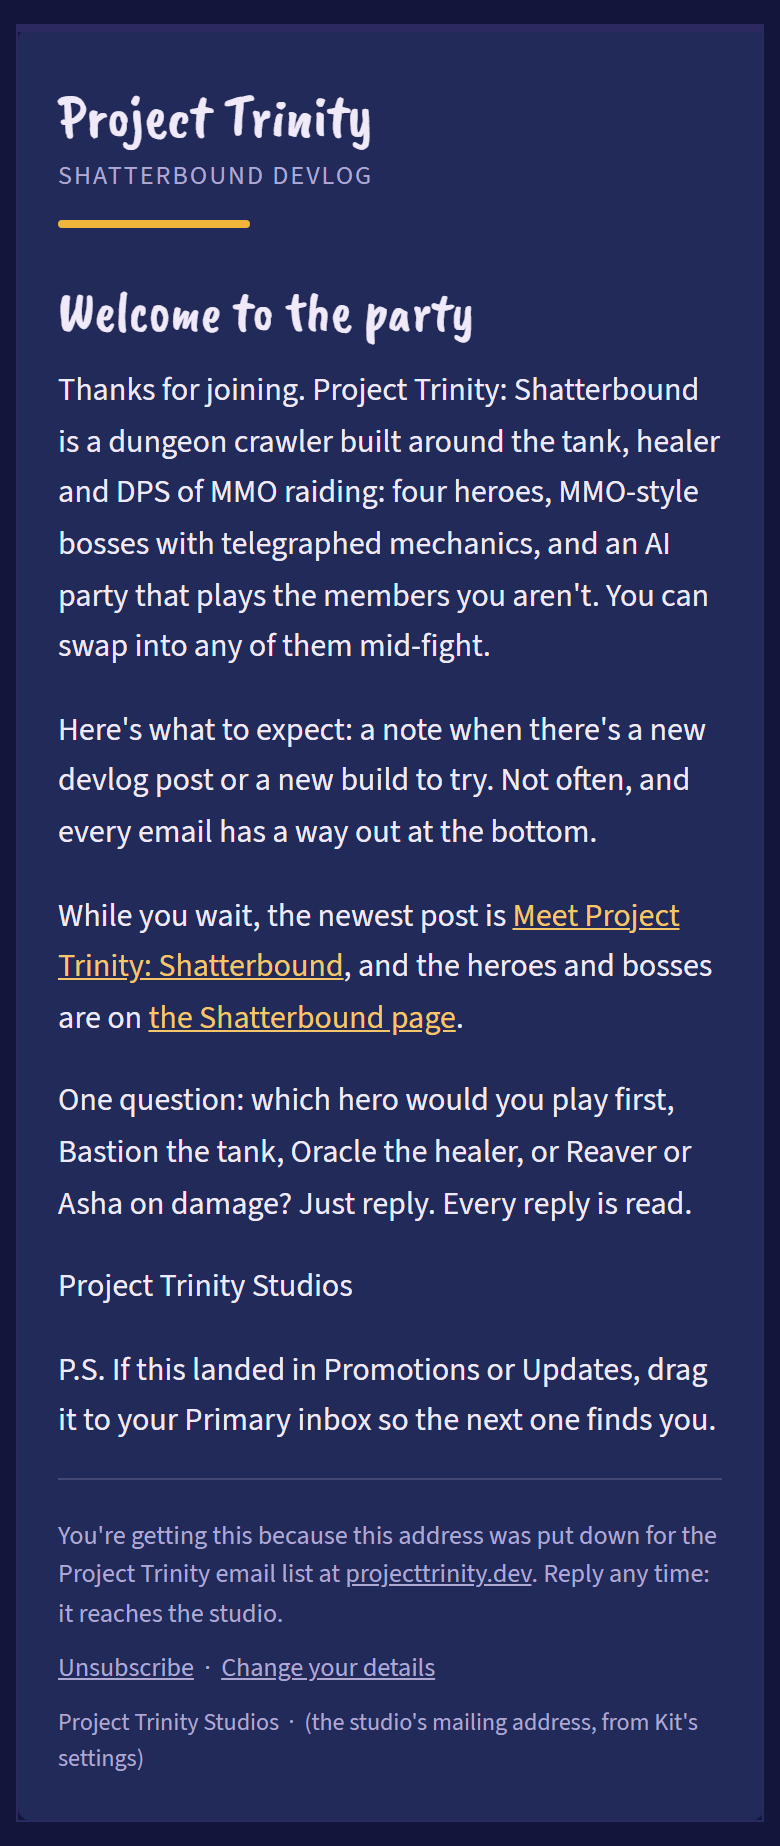 Project Trinity
SHATTERBOUND DEVLOG
Welcome to the party
Thanks for joining. Project Trinity: Shatterbound
is a dungeon crawler built around the tank, healer
and DPS of MMO raiding: four heroes, MMO-style
bosses with telegraphed mechanics, and an AI
party that plays the members you aren't. You can
swap into any of them mid-fight.
Here's what to expect: a note when there's a new
devlog post or a new build to try. Not often, and
every email has a way out at the bottom.
While you wait, the newest post is Meet Project
Trinity: Shatterbound, and the heroes and bosses
are on the Shatterbound page.
One question: which hero would you play first,
Bastion the tank, Oracle the healer, or Reaver or
Asha on damage? Just reply. Every reply is read.
Project Trinity Studios
P.S. If this landed in Promotions or Updates, drag
it to your Primary inbox so the next one finds you.
You're getting this because this address was put down for the
Project Trinity email list at projecttrinity.dev. Reply any time:
it reaches the studio.
Unsubscribe · Change your details
Project Trinity Studios · (the studio's mailing address, from Kit's
settings)